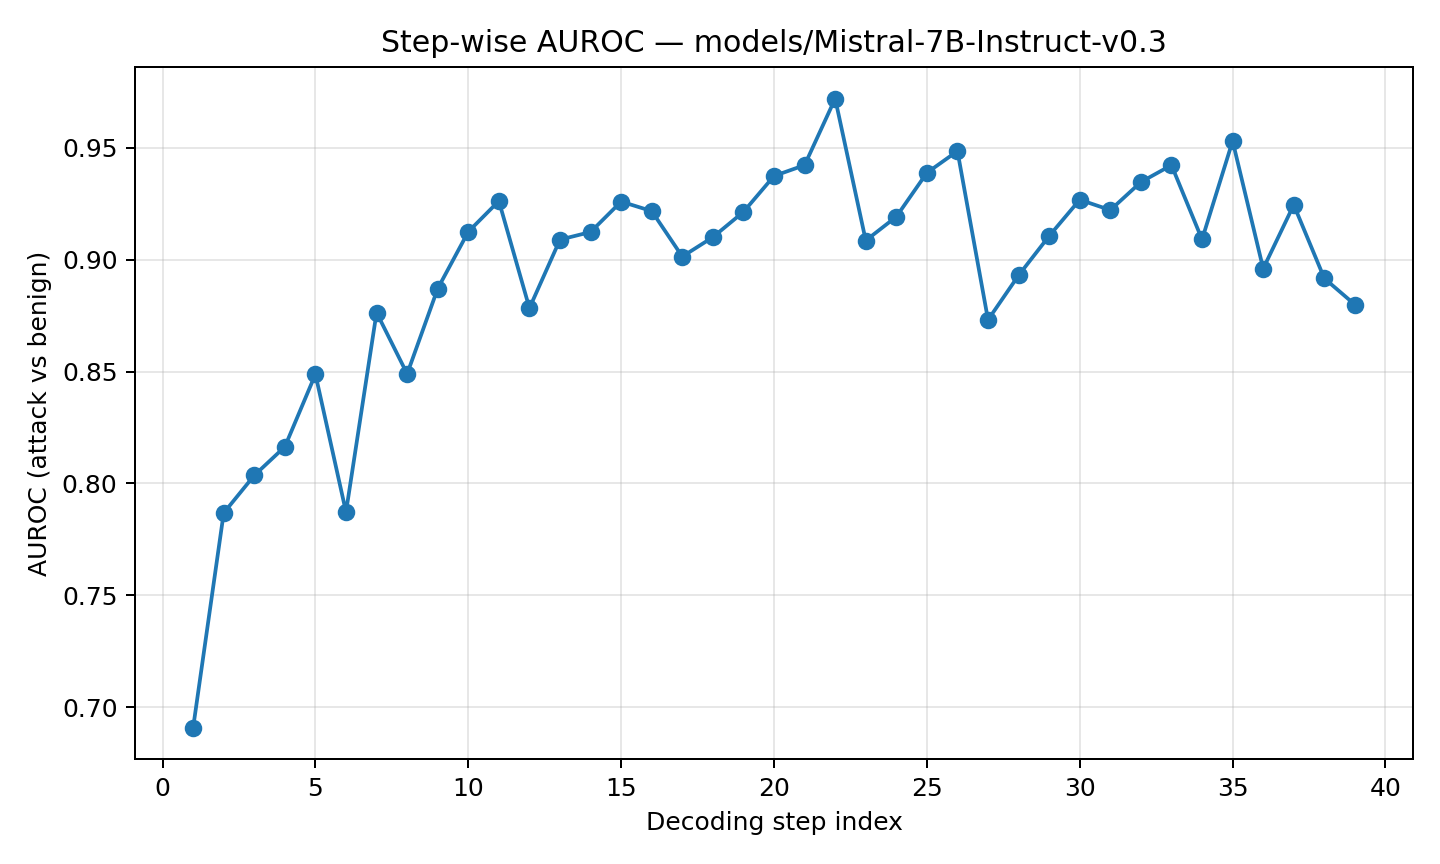 Step-wise AUROC — models/Mistral-7B-Instruct-v0.3
AUROC (attack vs benign)
0.95
0.90
0.85
0.80
0.75
0.70
0 5 10 15 20 25 30 35 40
Decoding step index